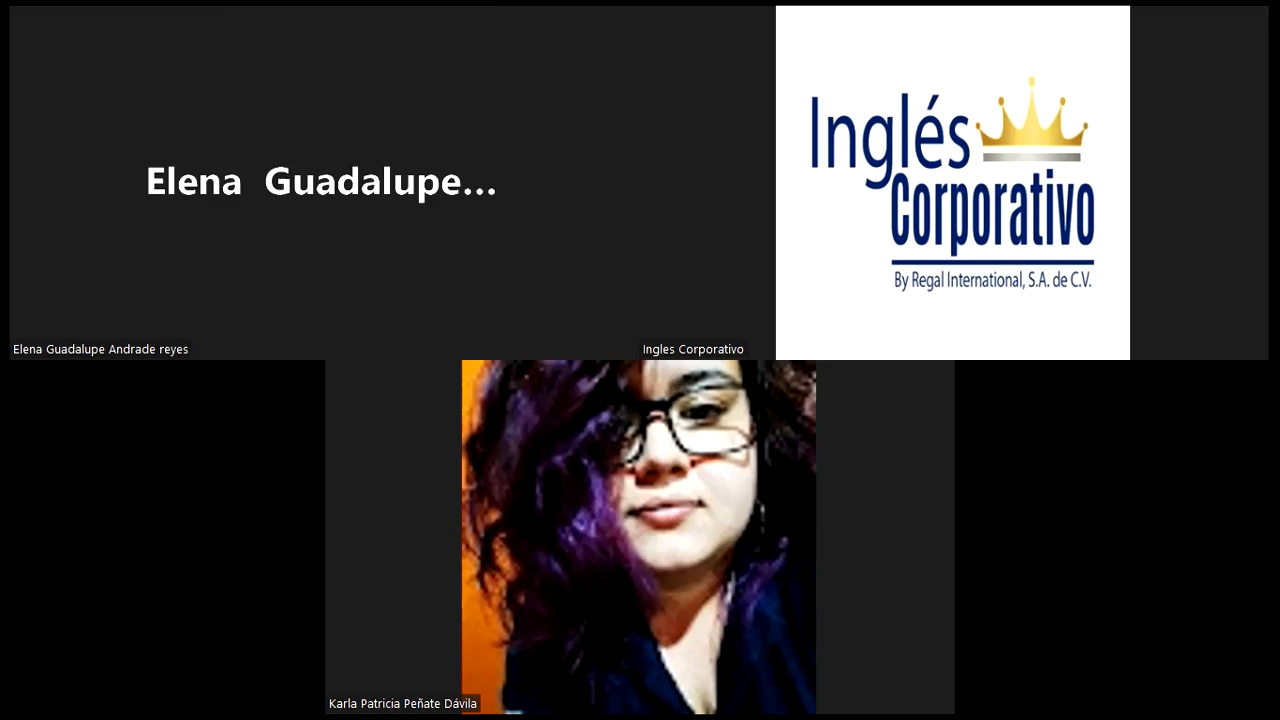 Elena Guadalupe...
Elena Guadalupe Andrade reyes
Inglés
Corporativo
By Regal International, S.A. de C.V.
Ingles Corporativo
Karla Patricia Peñate Dávila